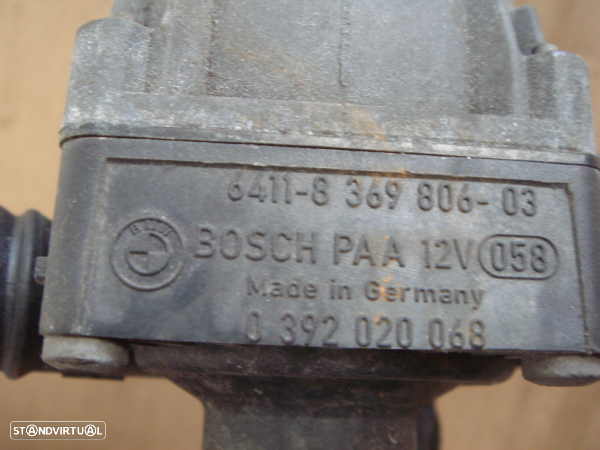 6411-8 369 806-03
BMW BOSCH PAA 12V 058
Made in Germany
0 392 020 068
STANDVIRTUAL